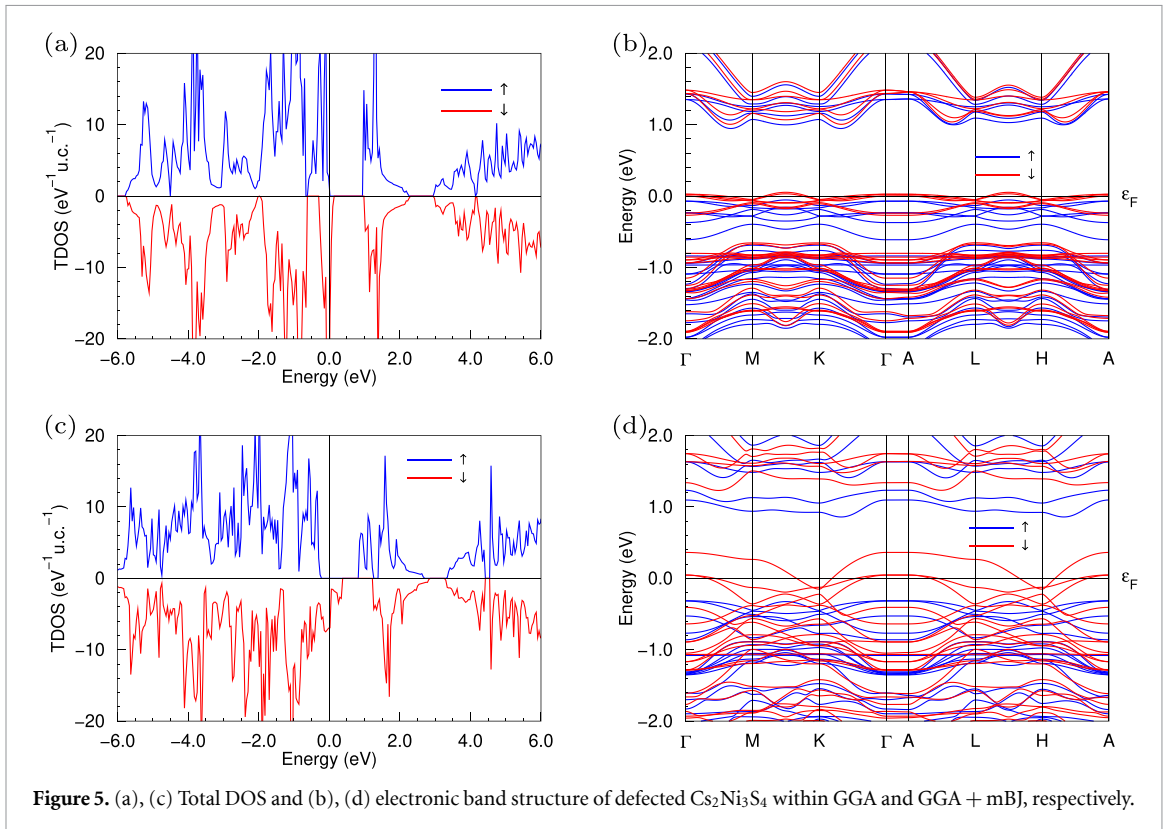 (a)
20
10
0
−10
−20
TDOS (eV⁻¹u.c.⁻¹)
↑
↓
−6.0 −4.0 −2.0 0.0 2.0 4.0 6.0
Energy (eV)
(b)
2.0
1.0
0.0
−1.0
−2.0
Energy (eV)
↑
↓
εF
Γ M K Γ A L H A
(c)
20
10
0
−10
−20
TDOS (eV⁻¹u.c.⁻¹)
↑
↓
−6.0 −4.0 −2.0 0.0 2.0 4.0 6.0
Energy (eV)
(d)
2.0
1.0
0.0
−1.0
−2.0
Energy (eV)
↑
↓
εF
Γ M K Γ A L H A
Figure 5. (a), (c) Total DOS and (b), (d) electronic band structure of defected Cs₂Ni₃S₄ within GGA and GGA + mBJ, respectively.